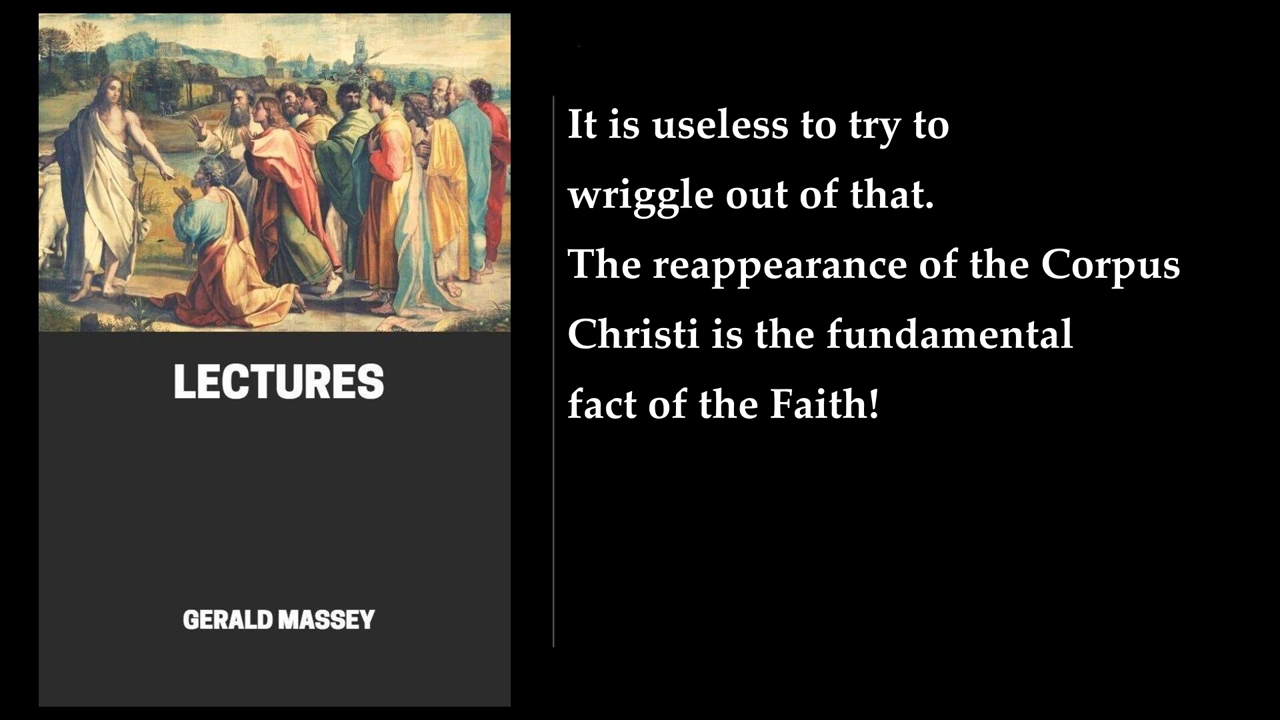 LECTURES
GERALD MASSEY
It is useless to try to
wriggle out of that.
The reappearance of the Corpus
Christi is the fundamental
fact of the Faith!